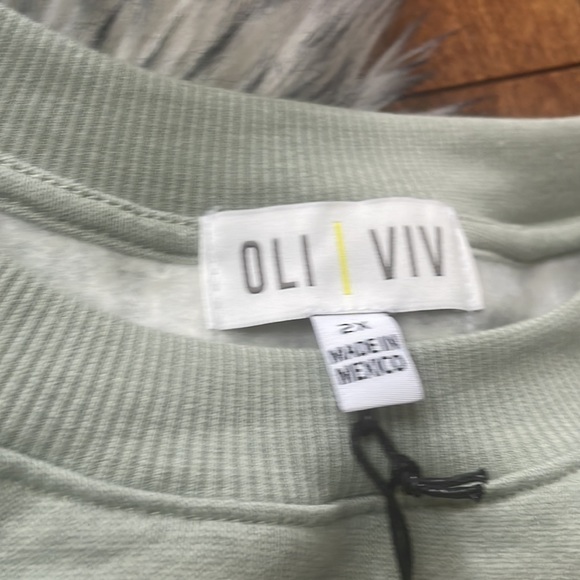 OLI | VIV
2X
MADE IN
MEXICO